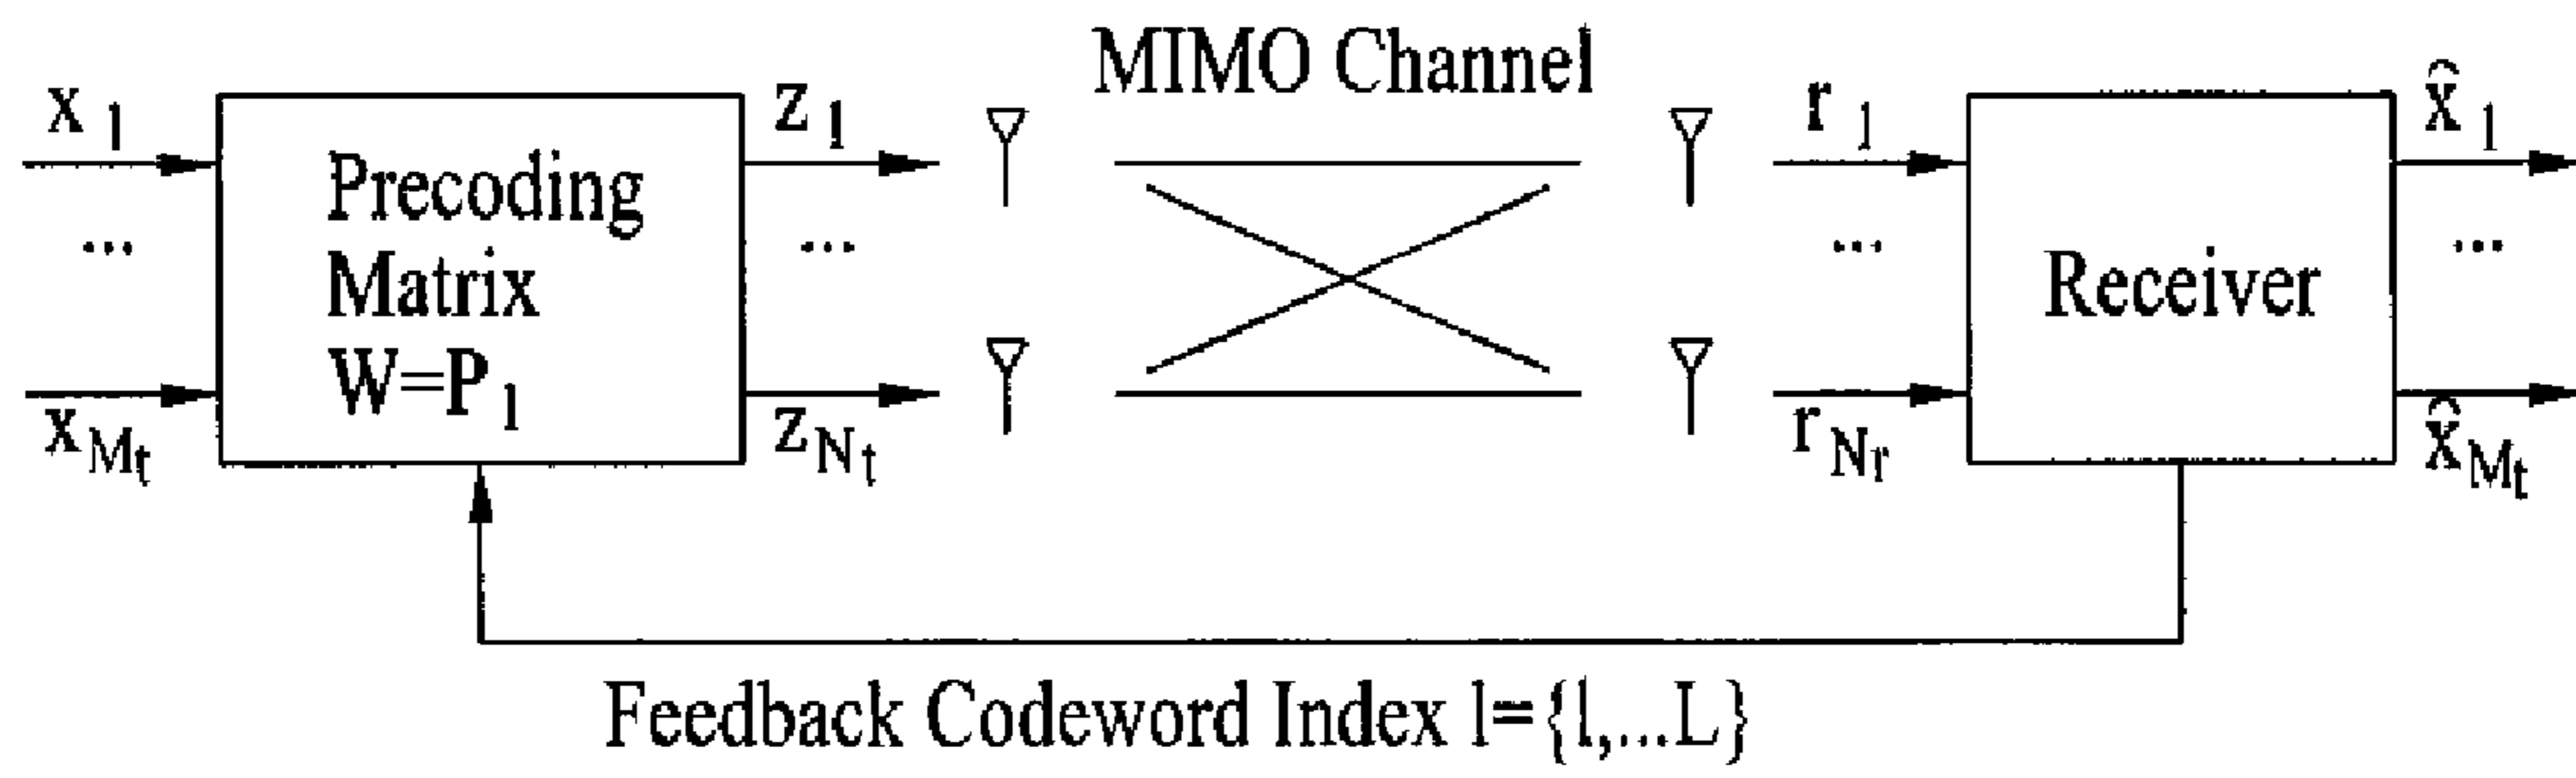 MIMO Channel
x 1
z 1
r 1
x̂ 1
Precoding
Matrix
W=P 1
...
...
...
...
Receiver
x Mt
z Nt
r Nr
x̂ Mt
Feedback Codeword Index l={l,...L}